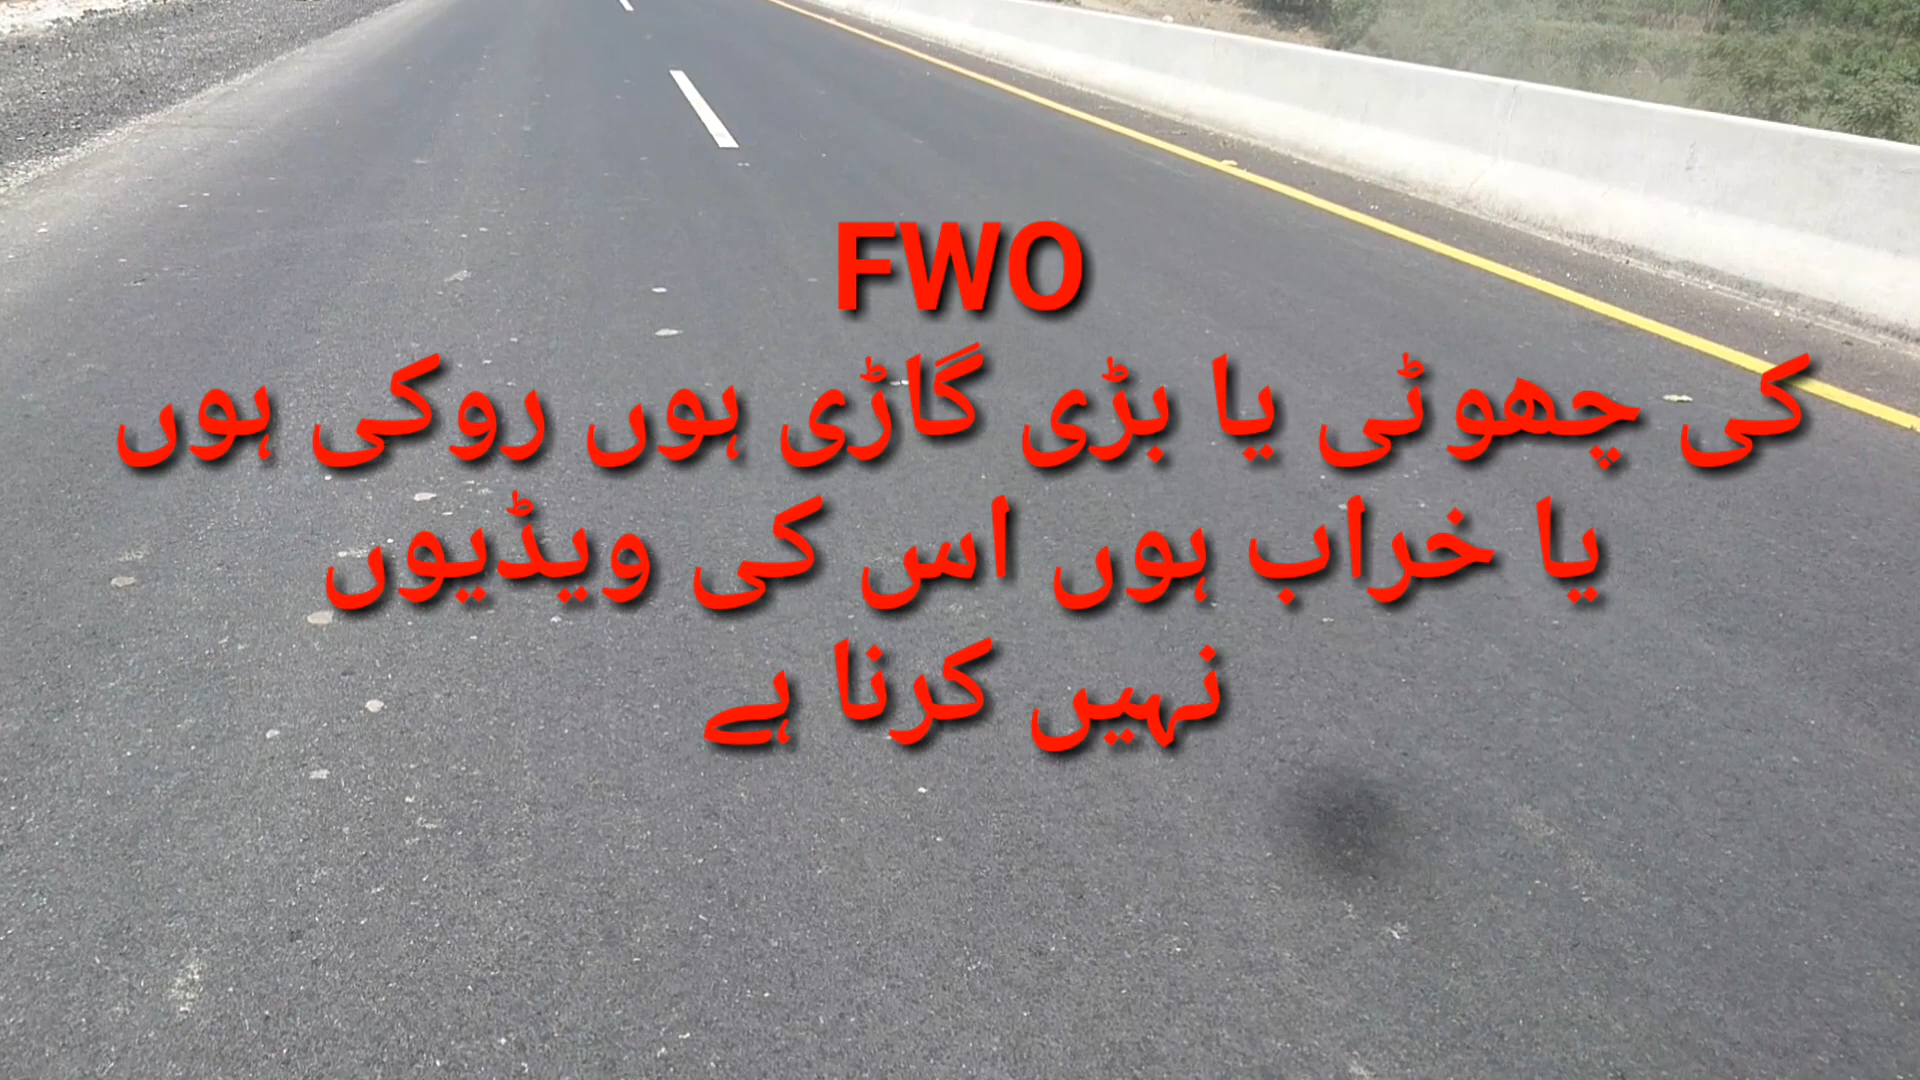 FWO
کی چھوٹی یا بڑی گاڑی ہوں روکی ہوں
یا خراب ہوں اس کی ویڈیوں
نہیں کرنا ہے